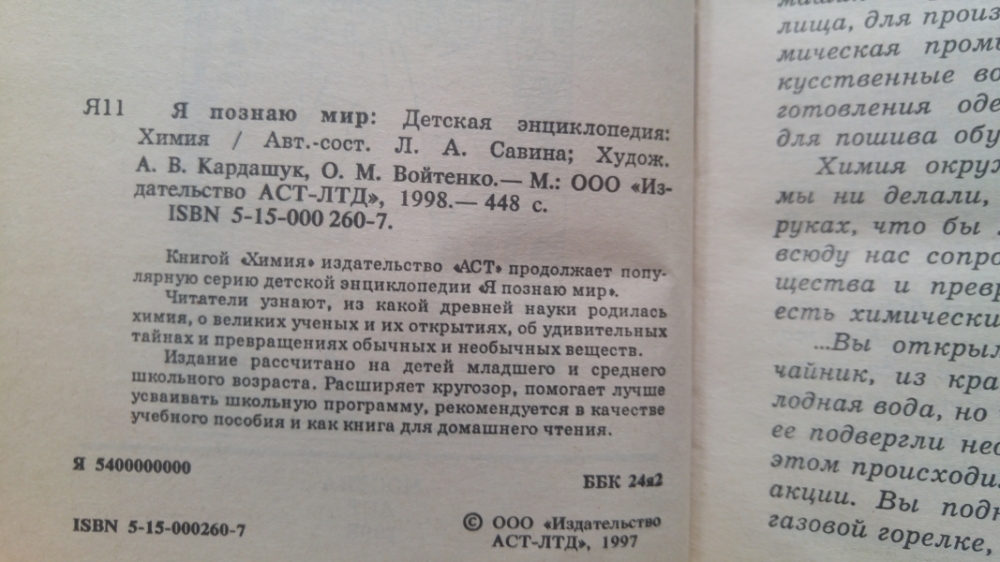 Я11 Я познаю мир: Детская энциклопедия:
Химия / Авт.-сост. Л. А. Савина; Худож.
А. В. Кардашук, О. М. Войтенко.— М.: ООО «Из-
дательство АСТ-ЛТД», 1998.— 448 с.
ISBN 5-15-000 260-7.
Книгой «Химия» издательство «АСТ» продолжает попу-
лярную серию детской энциклопедии «Я познаю мир».
Читатели узнают, из какой древней науки родилась
химия, о великих ученых и их открытиях, об удивительных
тайнах и превращениях обычных и необычных веществ.
Издание рассчитано на детей младшего и среднего
школьного возраста. Расширяет кругозор, помогает лучше
усваивать школьную программу, рекомендуется в качестве
учебного пособия и как книга для домашнего чтения.
Я 5400000000
ББК 24я2
ISBN 5-15-000260-7
© ООО «Издательство
АСТ-ЛТД», 1997
лища, для произ
мическая пром
кусственные во
готовления оде
для пошива обу
Химия окру
мы ни делали,
руках, что бы
всюду нас сопро
щества и превр
есть химически
...Вы открыл
чайник, из кра
лодная вода, но
ее подвергли нео
этом происходи
акции. Вы подн
газовой горелке,